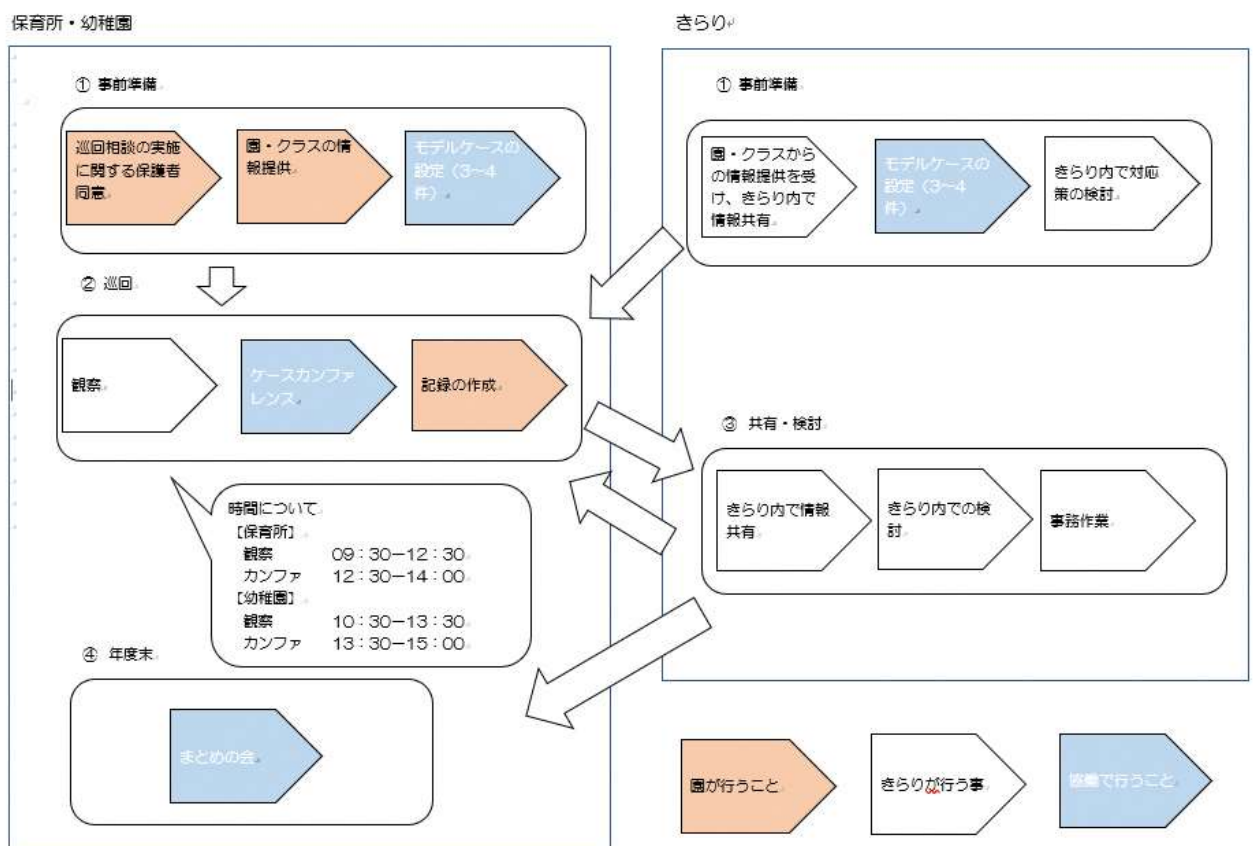 保育所・幼稚園
① 事前準備
巡回相談の実施
に関する保護者
同意。
園・クラスの情
報提供。
モデルケースの
設定（3～4
件）
② 巡回
観察
ケースカンファ
レンス。
記録の作成
時間について
【保育所】
観察 09：30－12：30
カンファ 12：30－14：00
【幼稚園】
観察 10：30－13：30
カンファ 13：30－15：00
④ 年度末
まとめの会。
きらり
① 事前準備
園・クラスから
の情報提供を受
け、きらり内で
情報共有。
モデルケースの
設定（3～4
件）
きらり内で対応
策の検討。
③ 共有・検討
きらり内で情報
共有。
きらり内での検
討。
事務作業
園が行うこと
きらりが行う事
協働で行うこと